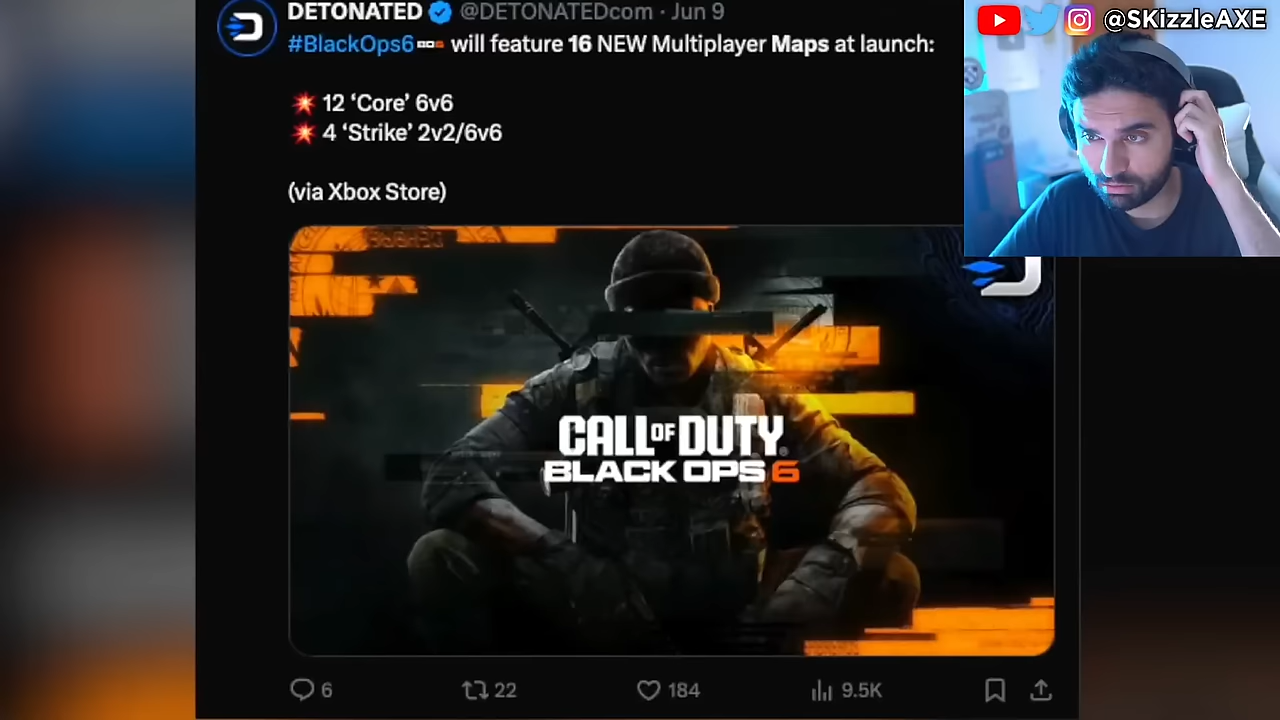 DETONATED @DETONATEDcom · Jun 9
@SKizzleAXE
#BlackOps6 will feature 16 NEW Multiplayer Maps at launch:
12 ‘Core’ 6v6
4 ‘Strike’ 2v2/6v6
(via Xbox Store)
CALL OF DUTY
BLACK OPS 6
6
22
184
9.5K